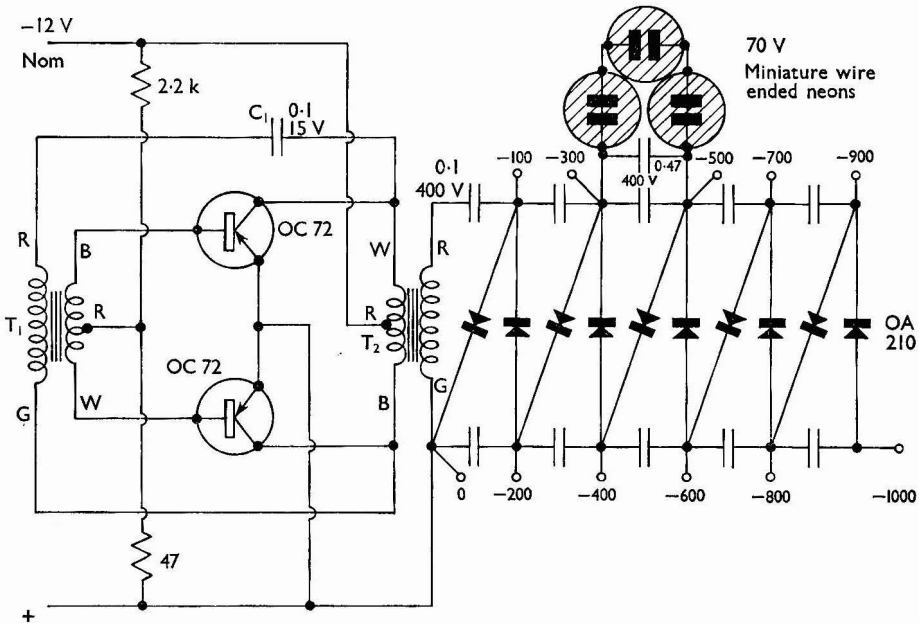 −12 V
Nom
2·2 k
C₁
0·1
15 V
70 V
Miniature wire
ended neons
0·47
400 V
0·1
400 V
−100
−300
−500
−700
−900
OC 72
R
B
R
T₁
G
W
OC 72
W
R
T₂
B
R
G
OA
210
0
−200
−400
−600
−800
−1000
47
+